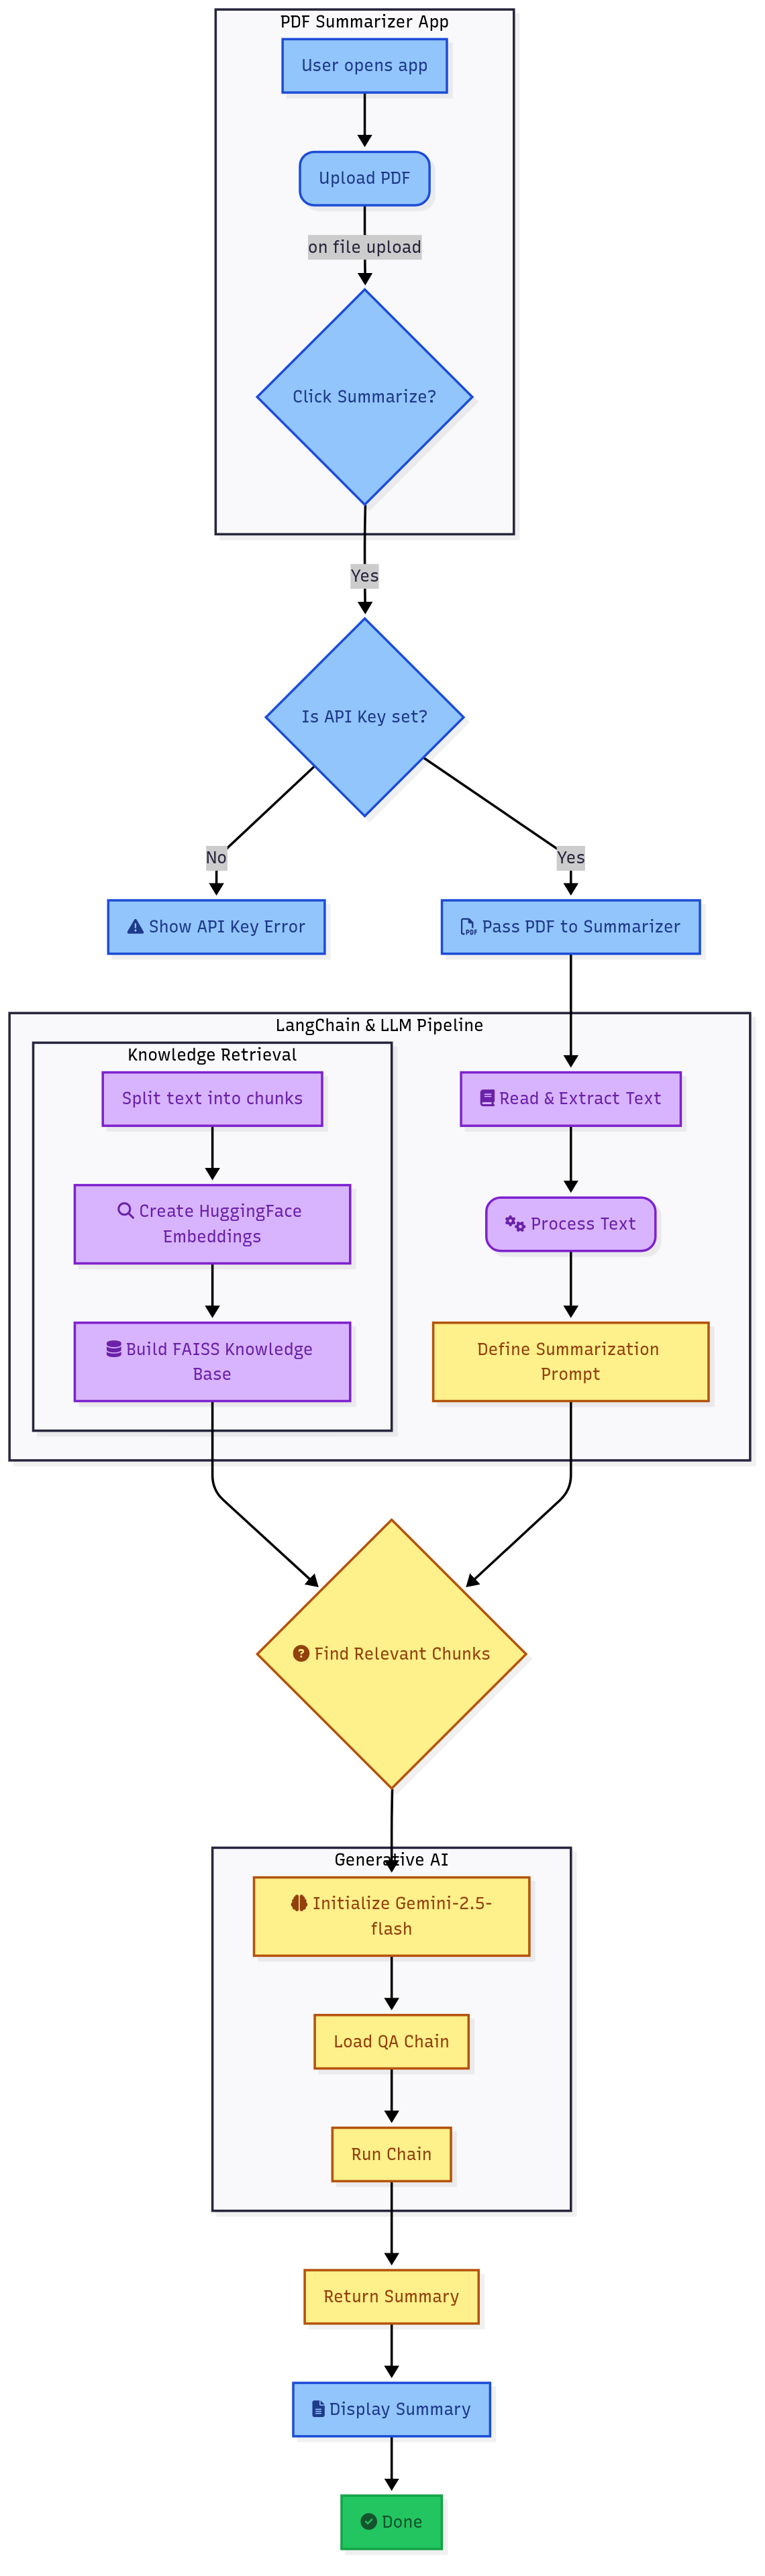 PDF Summarizer App
User opens app
Upload PDF
on file upload
Click Summarize?
Yes
Is API Key set?
No
Yes
Show API Key Error
PDF
Pass PDF to Summarizer
LangChain & LLM Pipeline
Knowledge Retrieval
Split text into chunks
Create HuggingFace
Embeddings
Build FAISS Knowledge
Base
Read & Extract Text
Process Text
Define Summarization
Prompt
Find Relevant Chunks
Generative AI
Initialize Gemini-2.5-
flash
Load QA Chain
Run Chain
Return Summary
Display Summary
Done